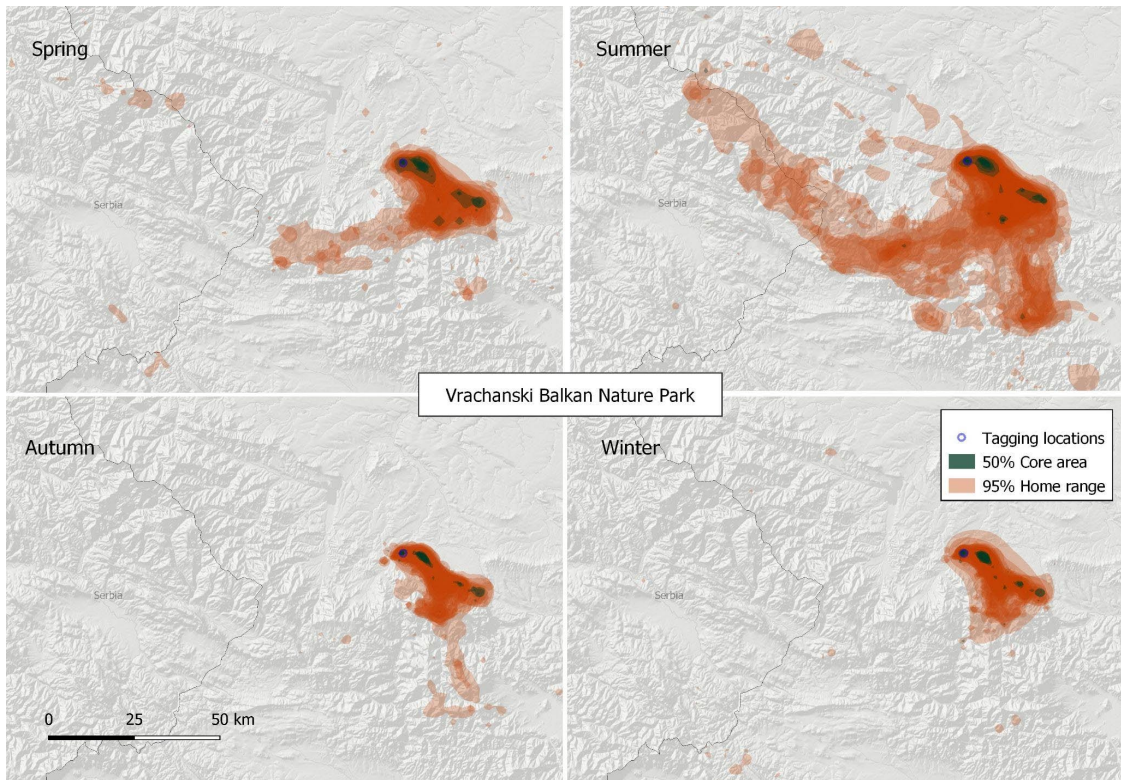 Spring
Summer
Serbia
Serbia
Vrachanski Balkan Nature Park
Autumn
Winter
Tagging locations
50% Core area
95% Home range
Serbia
Serbia
0 25 50 km